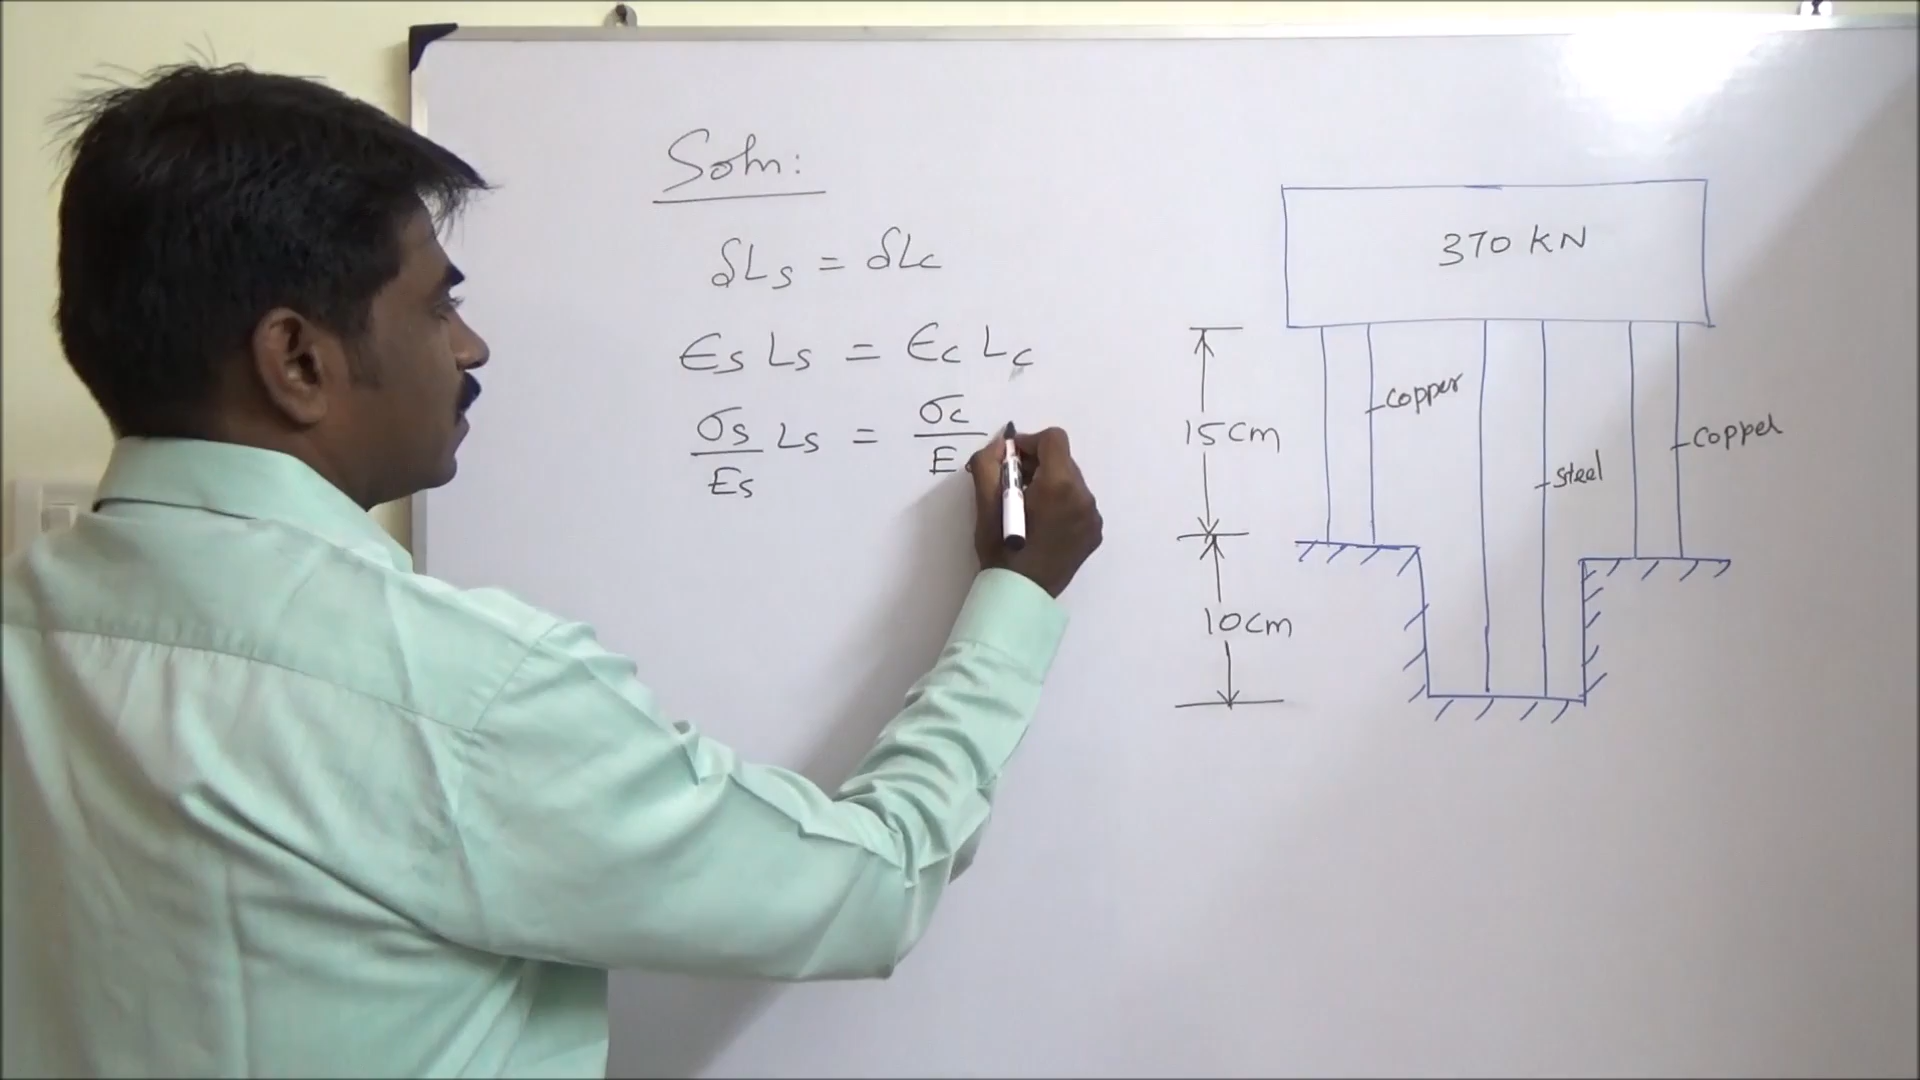 Soln:
δLs = δLc
ϵs Ls = ϵc Lc
σs/Es Ls = σc/E
370 KN
copper
15cm
copper
steel
10cm